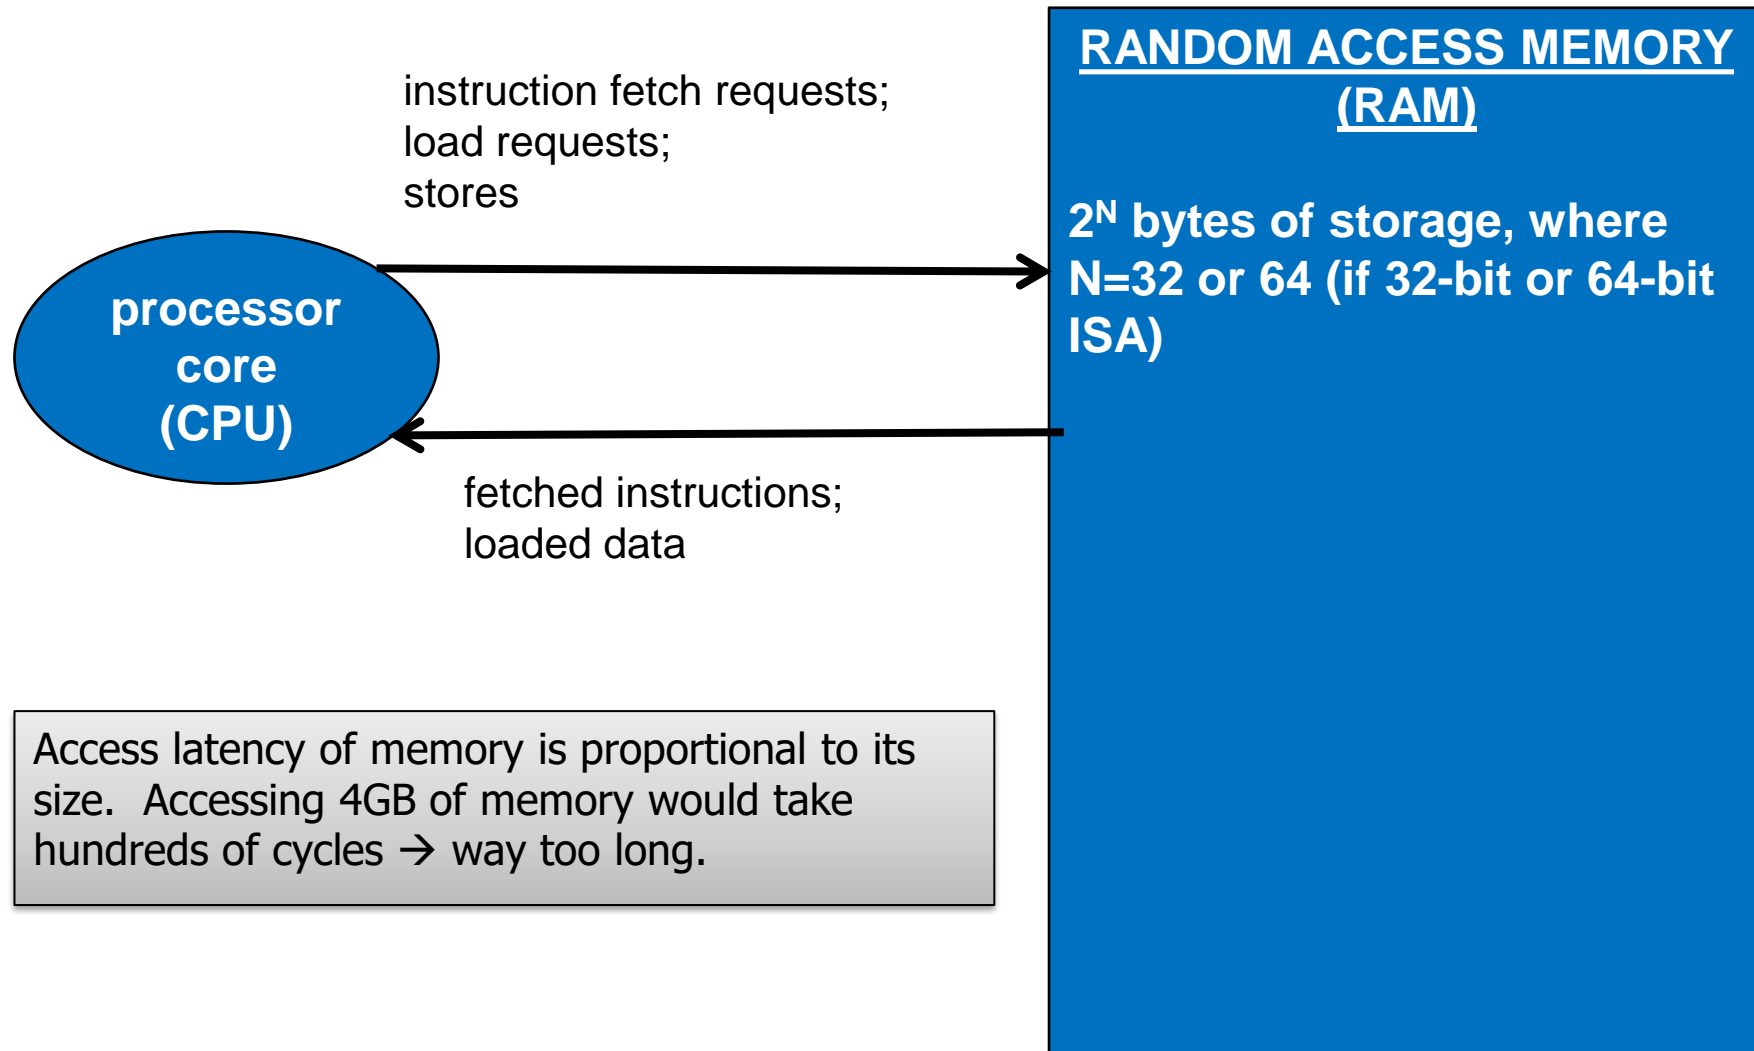 RANDOM ACCESS MEMORY
(RAM)
instruction fetch requests;
load requests;
stores
2ᴺ bytes of storage, where
N=32 or 64 (if 32-bit or 64-bit
ISA)
processor
core
(CPU)
fetched instructions;
loaded data
Access latency of memory is proportional to its
size.  Accessing 4GB of memory would take
hundreds of cycles → way too long.